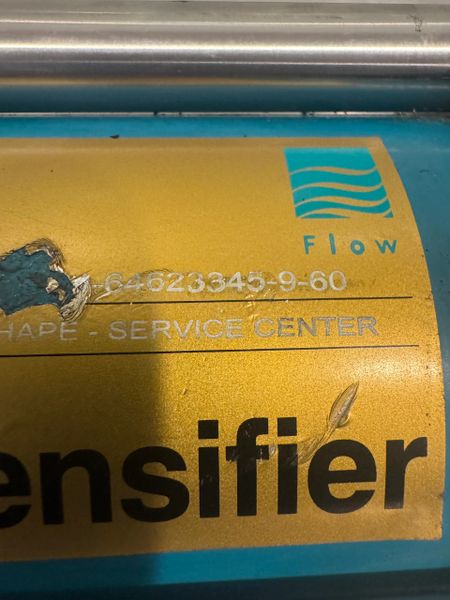 Flow
-64623345-9-60
HAPE - SERVICE CENTER
ensifier